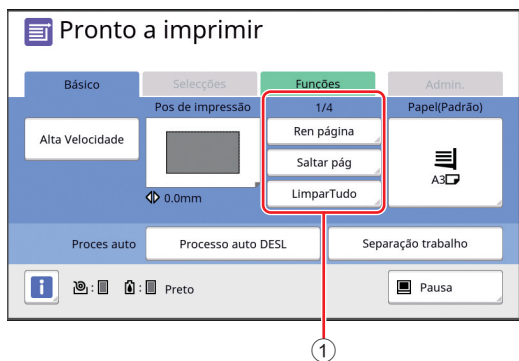 Pronto a imprimir
Básico
Selecções
Funções
Admin.
Pos de impressão
1/4
Papel(Padrão)
Alta Velocidade
Ren página
Saltar pág
LimparTudo
A3
0.0mm
Proces auto
Processo auto DESL
Separação trabalho
i
:
:
Preto
Pausa
1